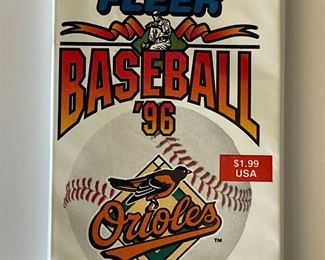 FLEER
BASEBALL
'96
$1.99
USA
Orioles
TM